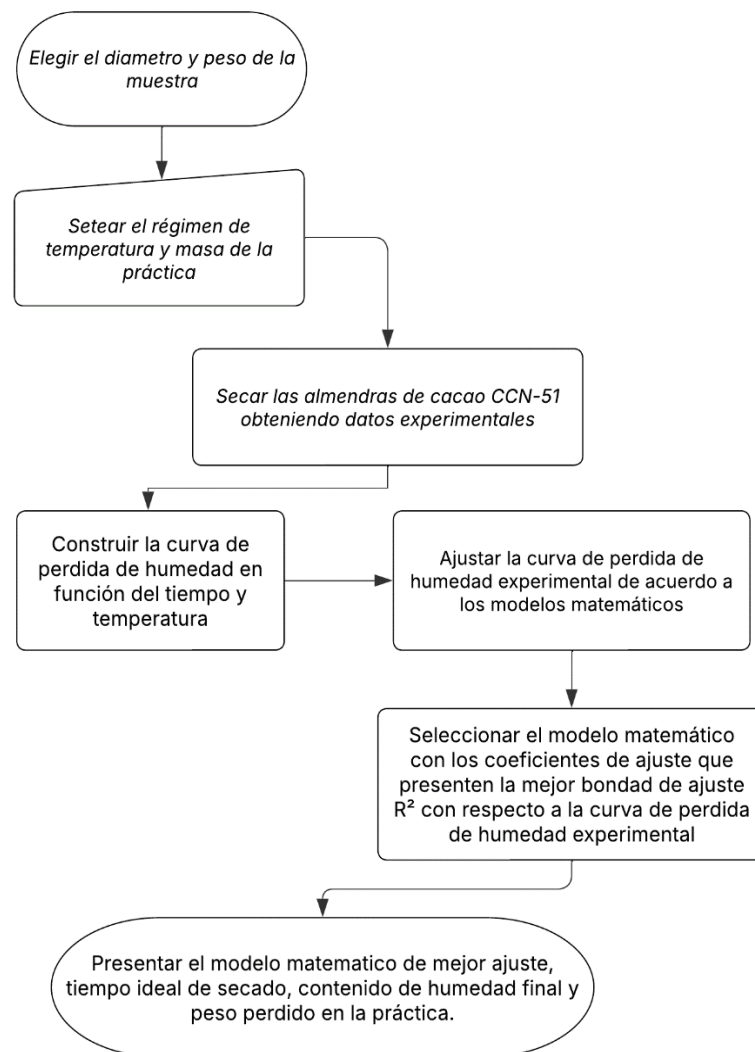 Elegir el diametro y peso de la
muestra
Setear el régimen de
temperatura y masa de la
práctica
Secar las almendras de cacao CCN-51
obteniendo datos experimentales
Construir la curva de
perdida de humedad en
función del tiempo y
temperatura
Ajustar la curva de perdida de
humedad experimental de acuerdo a
los modelos matemáticos
Seleccionar el modelo matemático
con los coeficientes de ajuste que
presenten la mejor bondad de ajuste
R² con respecto a la curva de perdida
de humedad experimental
Presentar el modelo matematico de mejor ajuste,
tiempo ideal de secado, contenido de humedad final y
peso perdido en la práctica.